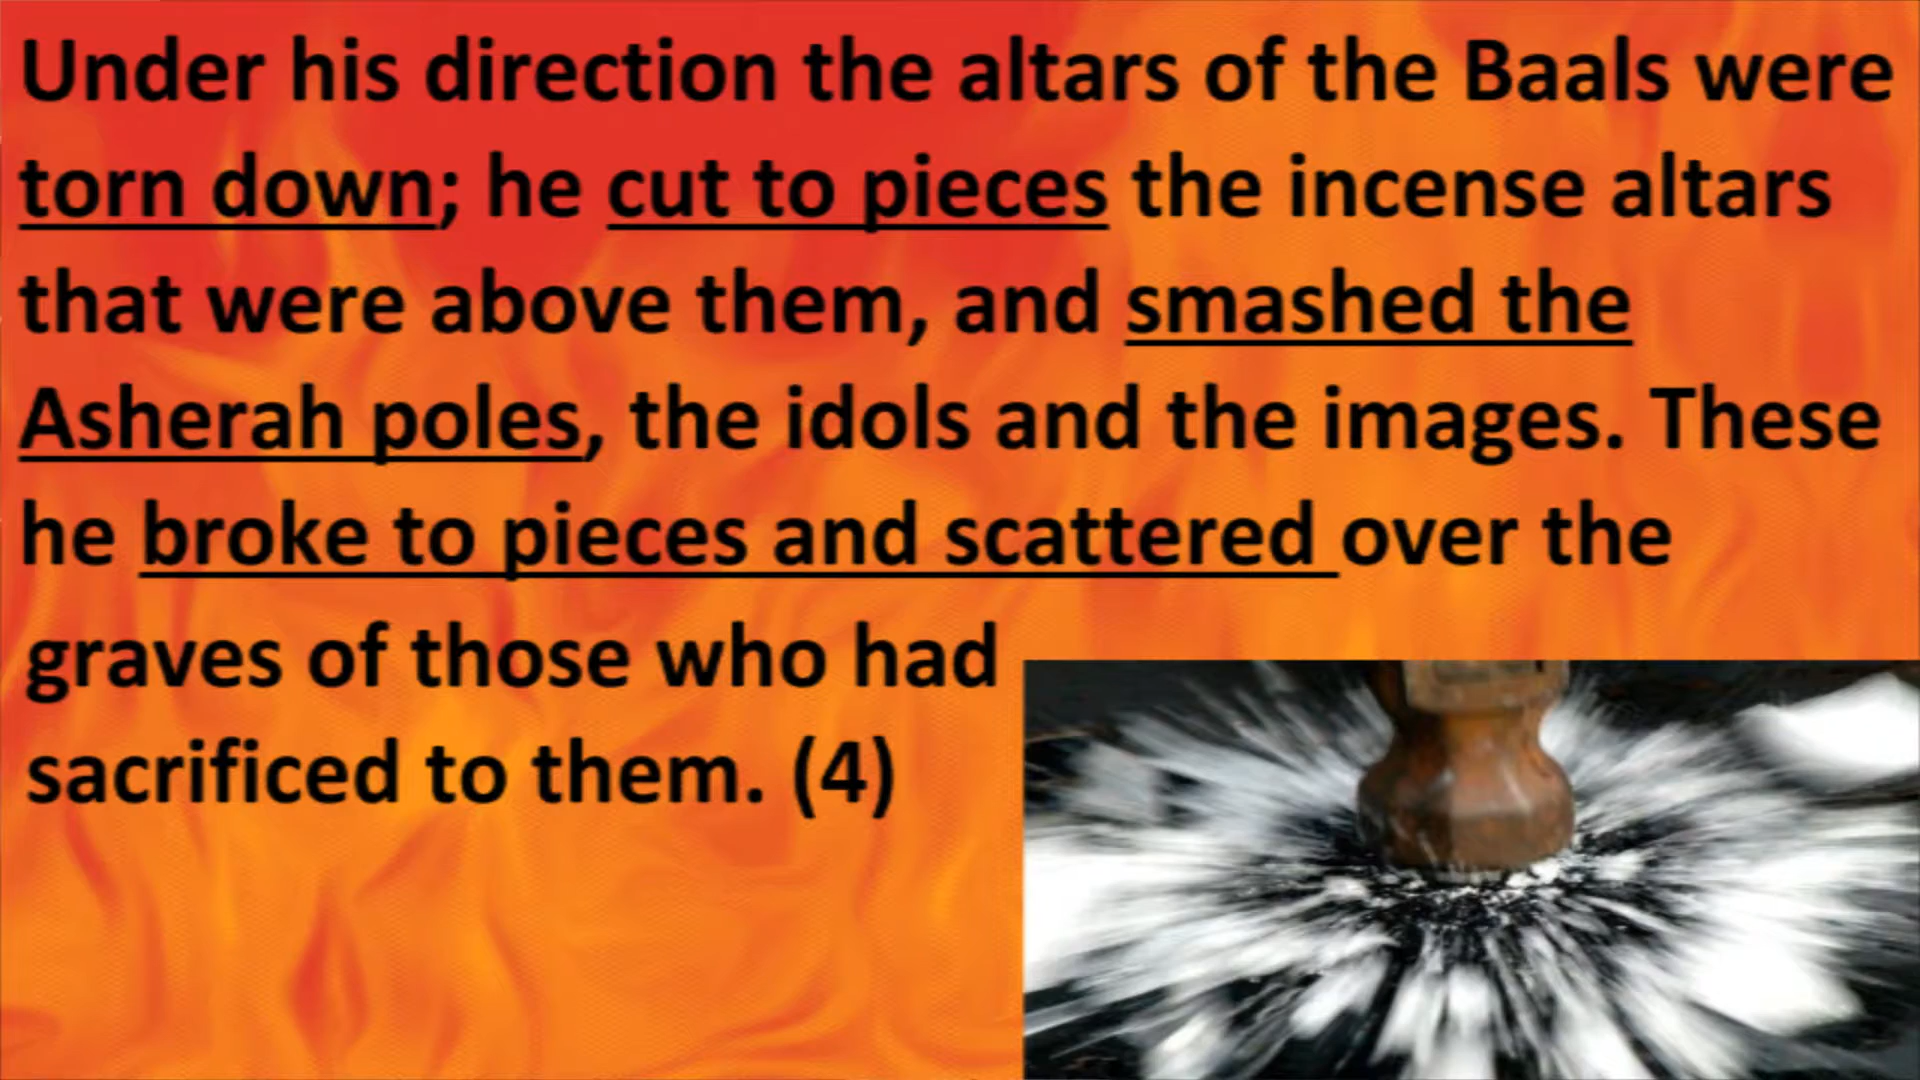 Under his direction the altars of the Baals were
torn down; he cut to pieces the incense altars
that were above them, and smashed the
Asherah poles, the idols and the images. These
he broke to pieces and scattered over the
graves of those who had
sacrificed to them. (4)